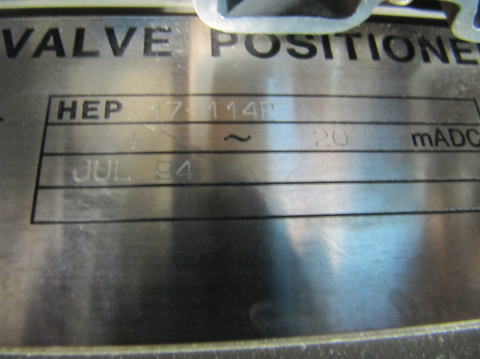 VALVE POSITIONE
HEP 17-114P
~ 20 mADC
JUL 94